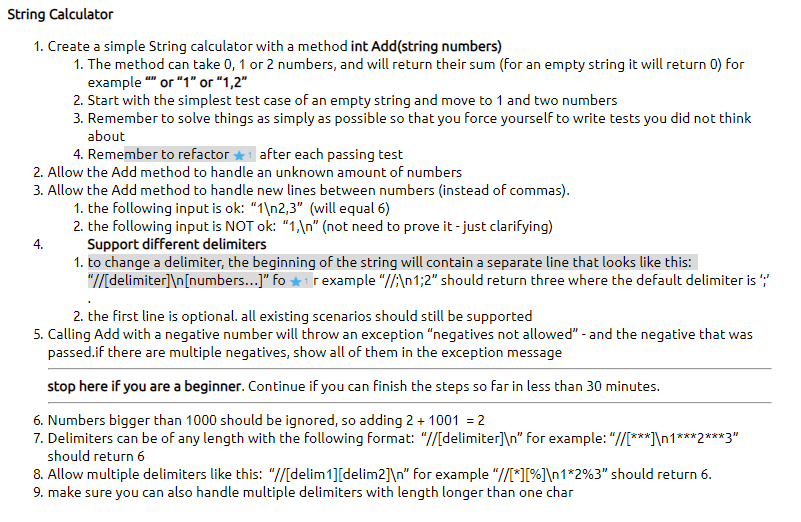 String Calculator
1. Create a simple String calculator with a method int Add(string numbers)
1. The method can take 0, 1 or 2 numbers, and will return their sum (for an empty string it will return 0) for
example “” or “1” or “1,2”
2. Start with the simplest test case of an empty string and move to 1 and two numbers
3. Remember to solve things as simply as possible so that you force yourself to write tests you did not think
about
4. Remember to refactor ★ 1 after each passing test
2. Allow the Add method to handle an unknown amount of numbers
3. Allow the Add method to handle new lines between numbers (instead of commas).
1. the following input is ok: “1\n2,3” (will equal 6)
2. the following input is NOT ok: “1,\n” (not need to prove it - just clarifying)
4. Support different delimiters
1. to change a delimiter, the beginning of the string will contain a separate line that looks like this:
“//[delimiter]\n[numbers…]” fo ★ 1 r example “//;\n1;2” should return three where the default delimiter is ‘;’
.
2. the first line is optional. all existing scenarios should still be supported
5. Calling Add with a negative number will throw an exception “negatives not allowed” - and the negative that was
passed.if there are multiple negatives, show all of them in the exception message
stop here if you are a beginner. Continue if you can finish the steps so far in less than 30 minutes.
6. Numbers bigger than 1000 should be ignored, so adding 2 + 1001 = 2
7. Delimiters can be of any length with the following format: “//[delimiter]\n” for example: “//[***]\n1***2***3”
should return 6
8. Allow multiple delimiters like this: “//[delim1][delim2]\n” for example “//[*][%]\n1*2%3” should return 6.
9. make sure you can also handle multiple delimiters with length longer than one char